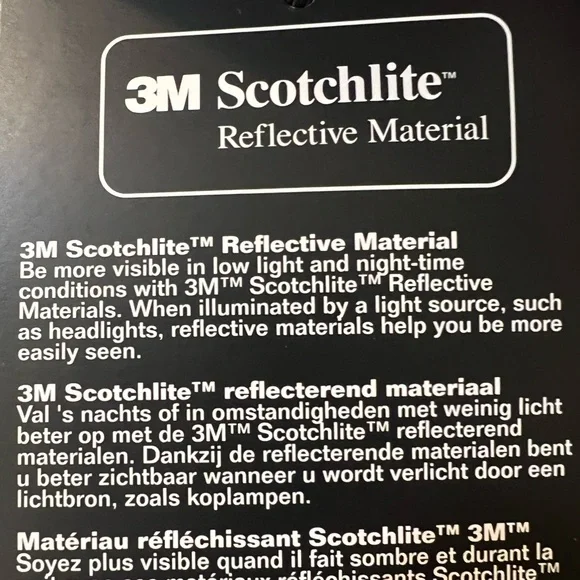 3M Scotchlite™
Reflective Material
3M Scotchlite™ Reflective Material
Be more visible in low light and night-time
conditions with 3M™ Scotchlite™ Reflective
Materials. When illuminated by a light source, such
as headlights, reflective materials help you be more
easily seen.
3M Scotchlite™ reflecterend materiaal
Val 's nachts of in omstandigheden met weinig licht
beter op met de 3M™ Scotchlite™ reflecterend
materialen. Dankzij de reflecterende materialen bent
u beter zichtbaar wanneer u wordt verlicht door een
lichtbron, zoals koplampen.
Matériau réfléchissant Scotchlite™ 3M™
Soyez plus visible quand il fait sombre et durant la
matériaux réfléchissants Scotchlite™